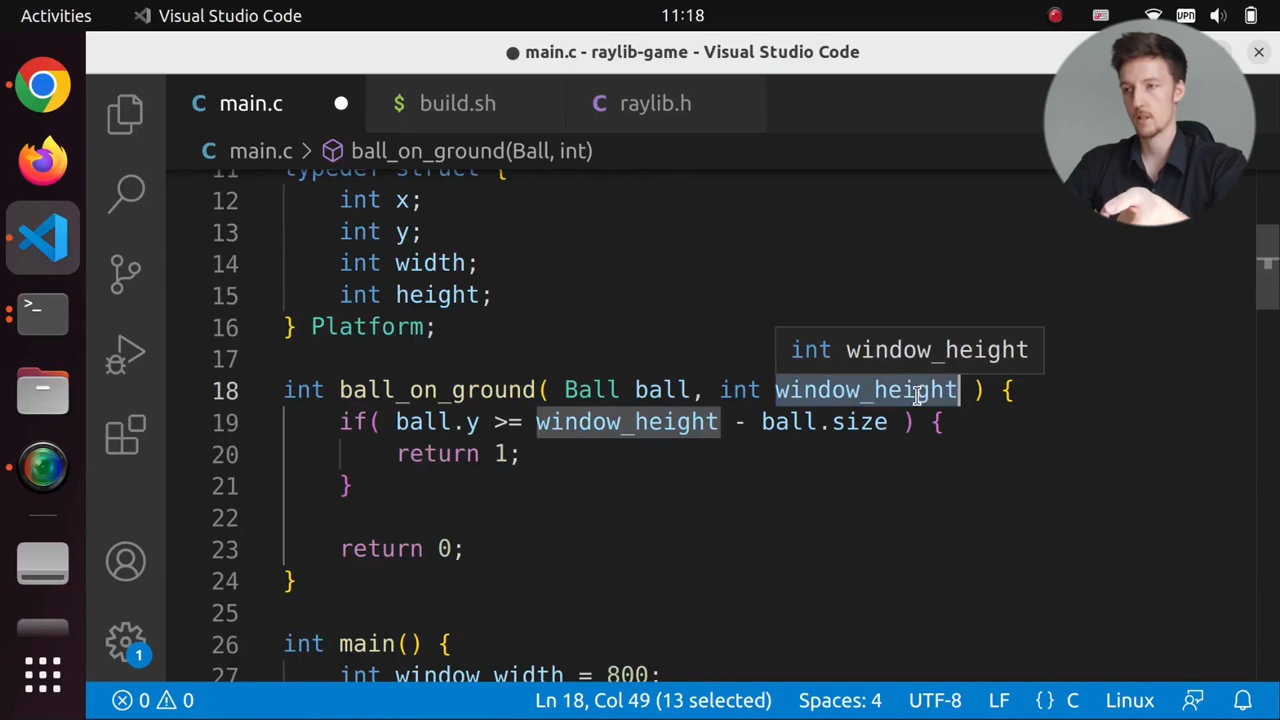 Activities Visual Studio Code 11:18 VPN
main.c - raylib-game - Visual Studio Code
main.c build.sh raylib.h
main.c > ball_on_ground(Ball, int)
11 typedef struct {
12 int x;
13 int y;
14 int width;
15 int height;
16 } Platform;
17 int window_height
18 int ball_on_ground( Ball ball, int window_height ) {
19 if( ball.y >= window_height - ball.size ) {
20 return 1;
21 }
22
23 return 0;
24 }
25
26 int main() {
27 int window_width = 800;
1
0 0 Ln 18, Col 49 (13 selected) Spaces: 4 UTF-8 LF {} C Linux